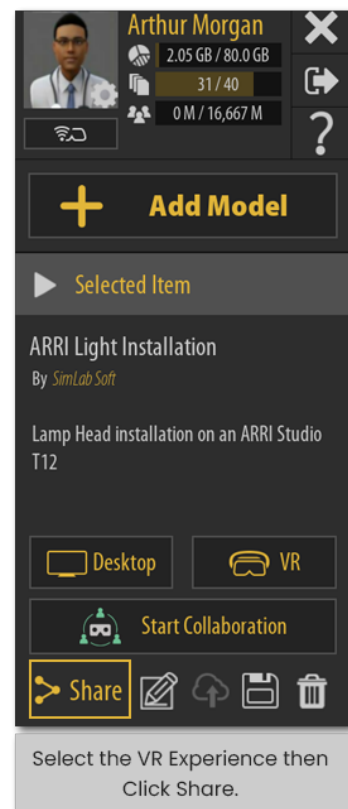 Arthur Morgan
2.05 GB / 80.0 GB
31 / 40
0 M / 16,667 M
?
Add Model
Selected Item
ARRI Light Installation
By SimLab Soft
Lamp Head installation on an ARRI Studio
T12
Desktop
VR
Start Collaboration
Share
Select the VR Experience then
Click Share.